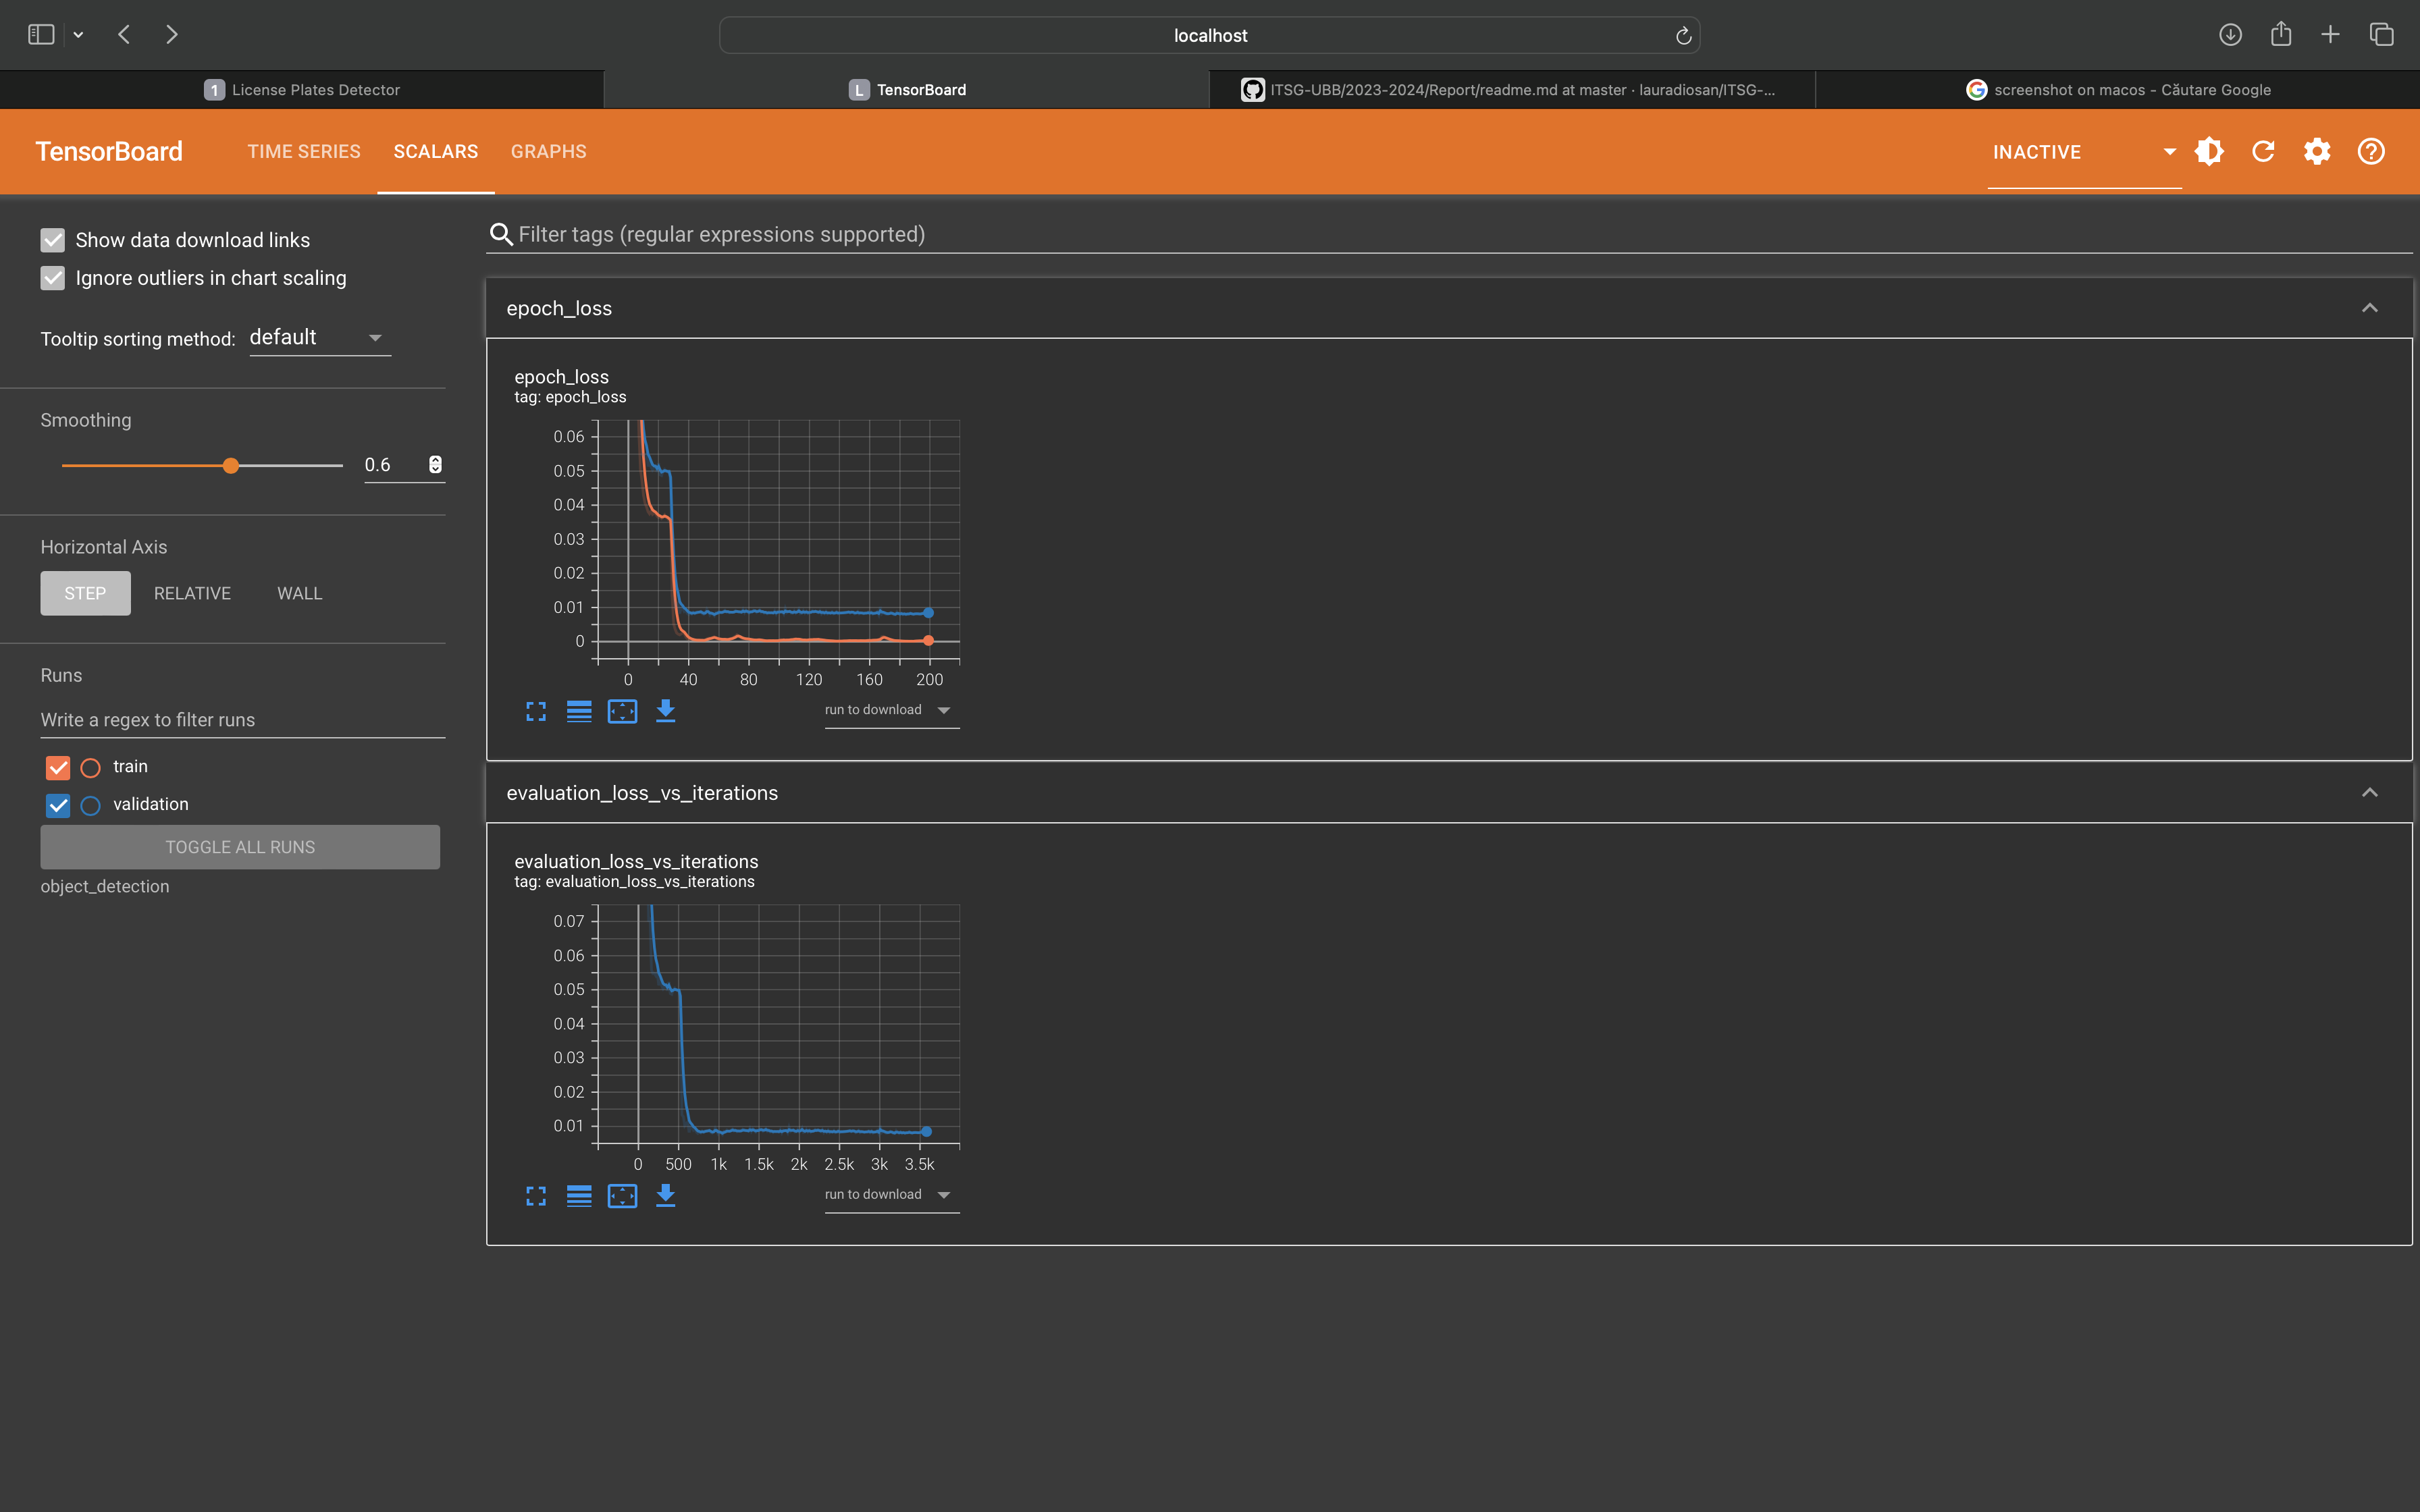 localhost
1 License Plates Detector
L TensorBoard
ITSG-UBB/2023-2024/Report/readme.md at master · lauradiosan/ITSG-...
screenshot on macos - Căutare Google
TensorBoard
TIME SERIES
SCALARS
GRAPHS
INACTIVE
Show data download links
Ignore outliers in chart scaling
Tooltip sorting method: default
Smoothing
0.6
Horizontal Axis
STEP RELATIVE WALL
Runs
Write a regex to filter runs
train
validation
TOGGLE ALL RUNS
object_detection
Filter tags (regular expressions supported)
epoch_loss
epoch_loss
tag: epoch_loss
0.06
0.05
0.04
0.03
0.02
0.01
0
0 40 80 120 160 200
run to download
evaluation_loss_vs_iterations
evaluation_loss_vs_iterations
tag: evaluation_loss_vs_iterations
0.07
0.06
0.05
0.04
0.03
0.02
0.01
0 500 1k 1.5k 2k 2.5k 3k 3.5k
run to download